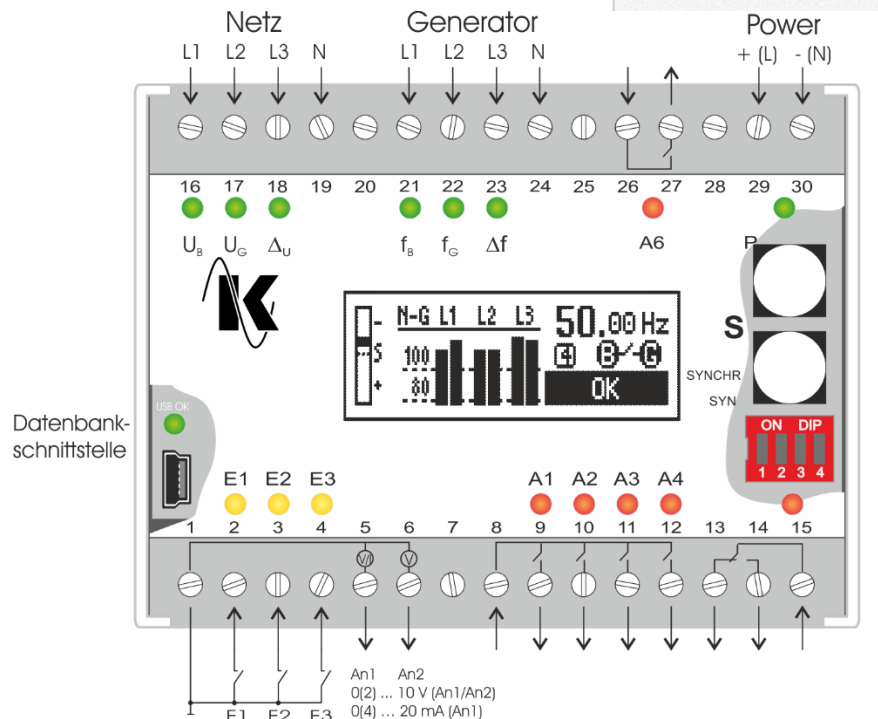 Netz Generator Power
L1 L2 L3 N L1 L2 L3 N + (L) - (N)
16 17 18 19 20 21 22 23 24 25 26 27 28 29 30
U_B U_G Δ_U f_B f_G Δf A6 P
K
N-G L1 L2 L3 50.00 Hz
- S +
100
80
4 B G
OK
S
SYNCHR
SYN
USB OK
Datenbank-
schnittstelle
ON DIP
1 2 3 4
E1 E2 E3 A1 A2 A3 A4
1 2 3 4 5 6 7 8 9 10 11 12 13 14 15
V/I V
An1 An2
0(2) ... 10 V (An1/An2)
E1 E2 E3 0(4) ... 20 mA (An1)